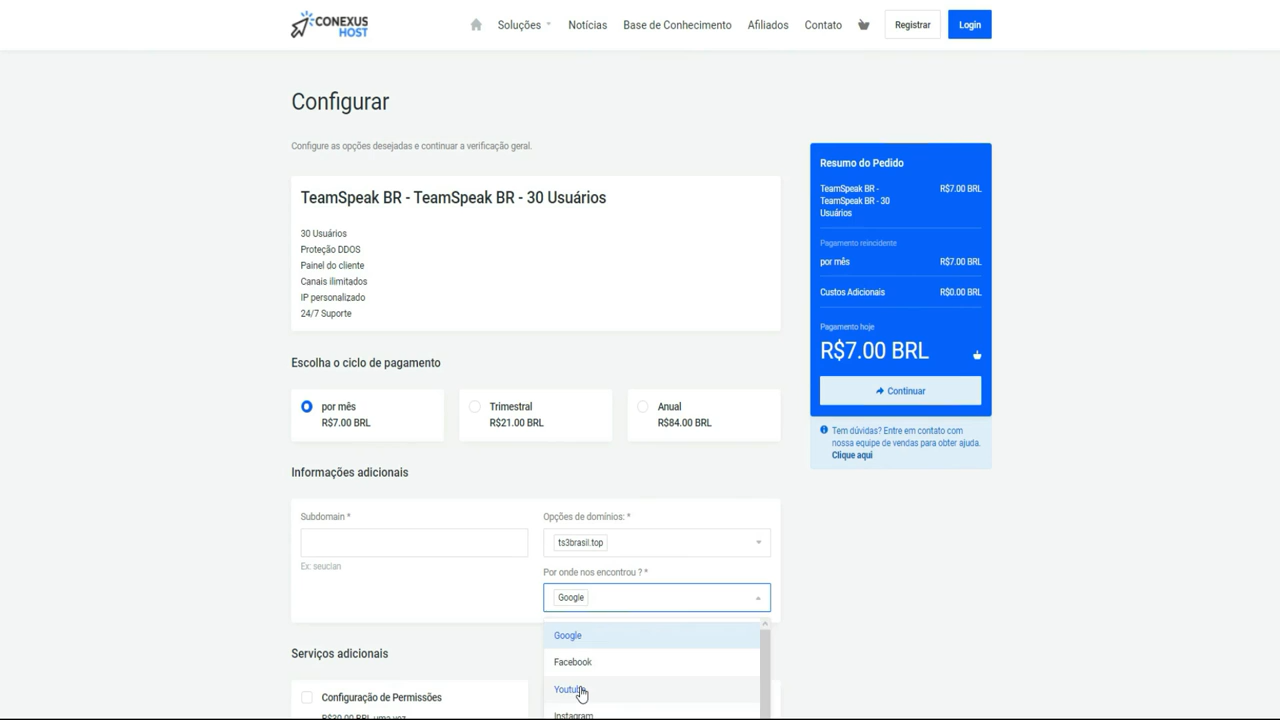 CONEXUS
HOST
Soluções
Notícias
Base de Conhecimento
Afiliados
Contato
Registrar
Login
Configurar
Configure as opções desejadas e continuar a verificação geral.
TeamSpeak BR - TeamSpeak BR - 30 Usuários
30 Usuários
Proteção DDOS
Painel do cliente
Canais ilimitados
IP personalizado
24/7 Suporte
Escolha o ciclo de pagamento
por mês
R$7.00 BRL
Trimestral
R$21.00 BRL
Anual
R$84.00 BRL
Informações adicionais
Subdomain *
Ex: seucian
Opções de domínios: *
ts3brasil.top
Por onde nos encontrou ? *
Google
Google
Facebook
Instagram
Serviços adicionais
Configuração de Permissões
Resumo do Pedido
TeamSpeak BR -
TeamSpeak BR - 30
Usuários
R$7.00 BRL
Pagamento reincidente
por mês
R$7.00 BRL
Custos Adicionais
R$0.00 BRL
Pagamento hoje
R$7.00 BRL
Continuar
Tem dúvidas? Entre em contato com
nossa equipe de vendas para obter ajuda.
Clique aqui